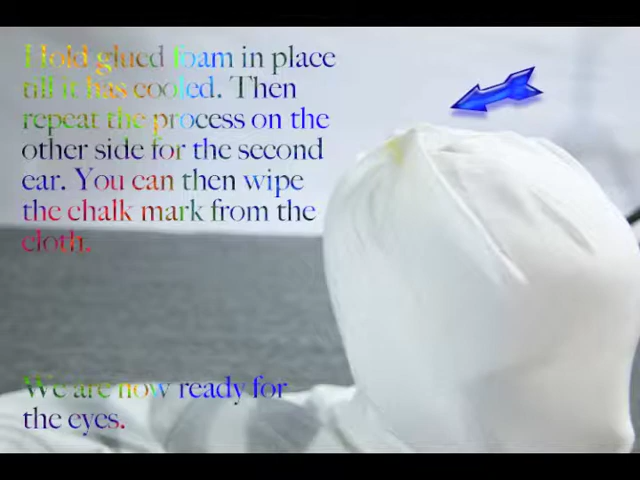 Hold glued foam in place
till it has cooled. Then
repeat the process on the
other side for the second
ear. You can then wipe
the chalk mark from the
cloth.
We are now ready for
the eyes.